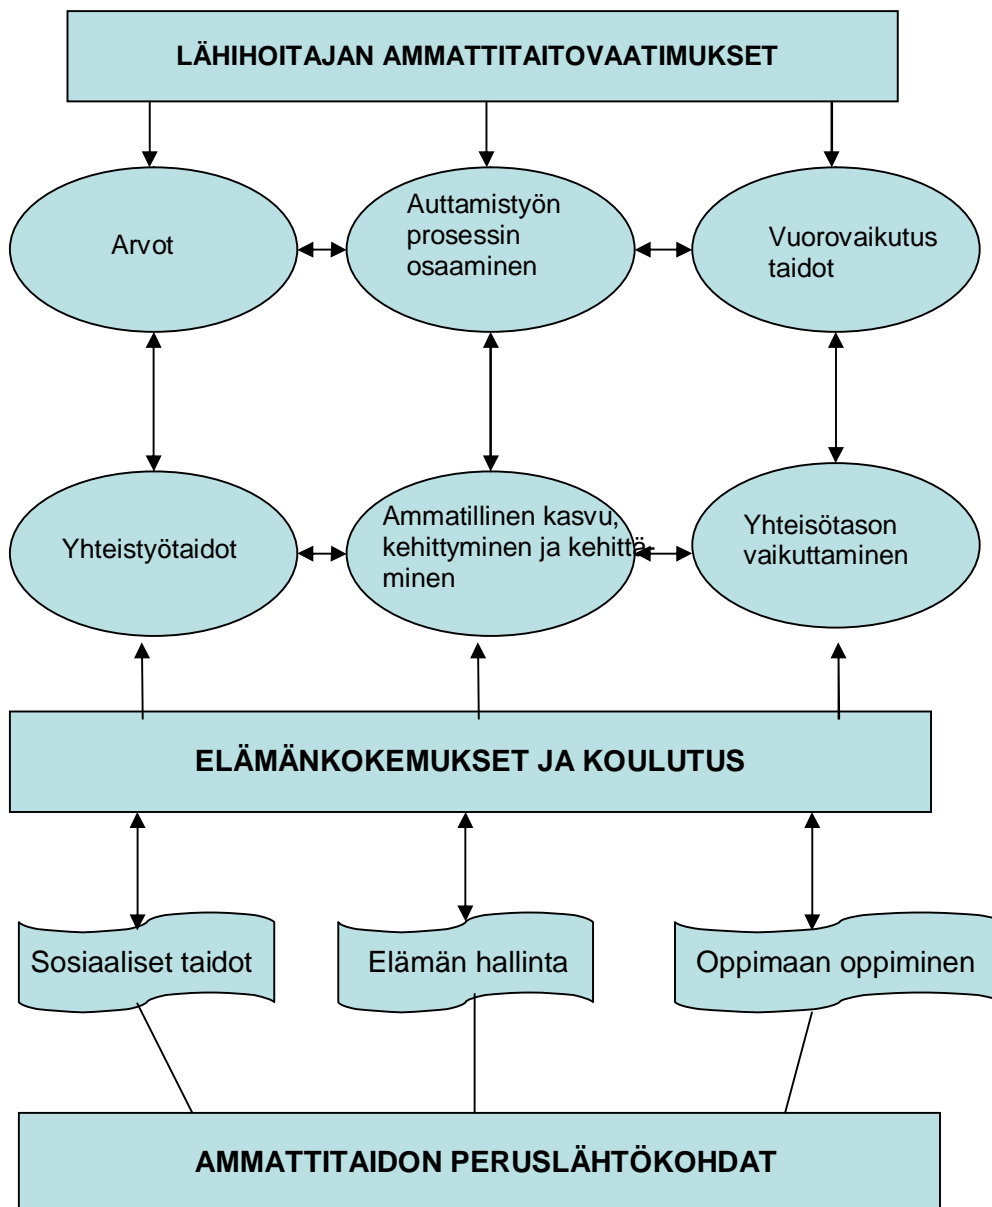 LÄHIHOITAJAN AMMATTITAITOVAATIMUKSET
Arvot
Auttamistyön
prosessin
osaaminen
Vuorovaikutus
taidot
Yhteistyötaidot
Ammatillinen kasvu,
kehittyminen ja kehittä-
minen
Yhteisötason
vaikuttaminen
ELÄMÄNKOKEMUKSET JA KOULUTUS
Sosiaaliset taidot
Elämän hallinta
Oppimaan oppiminen
AMMATTITAIDON PERUSLÄHTÖKOHDAT